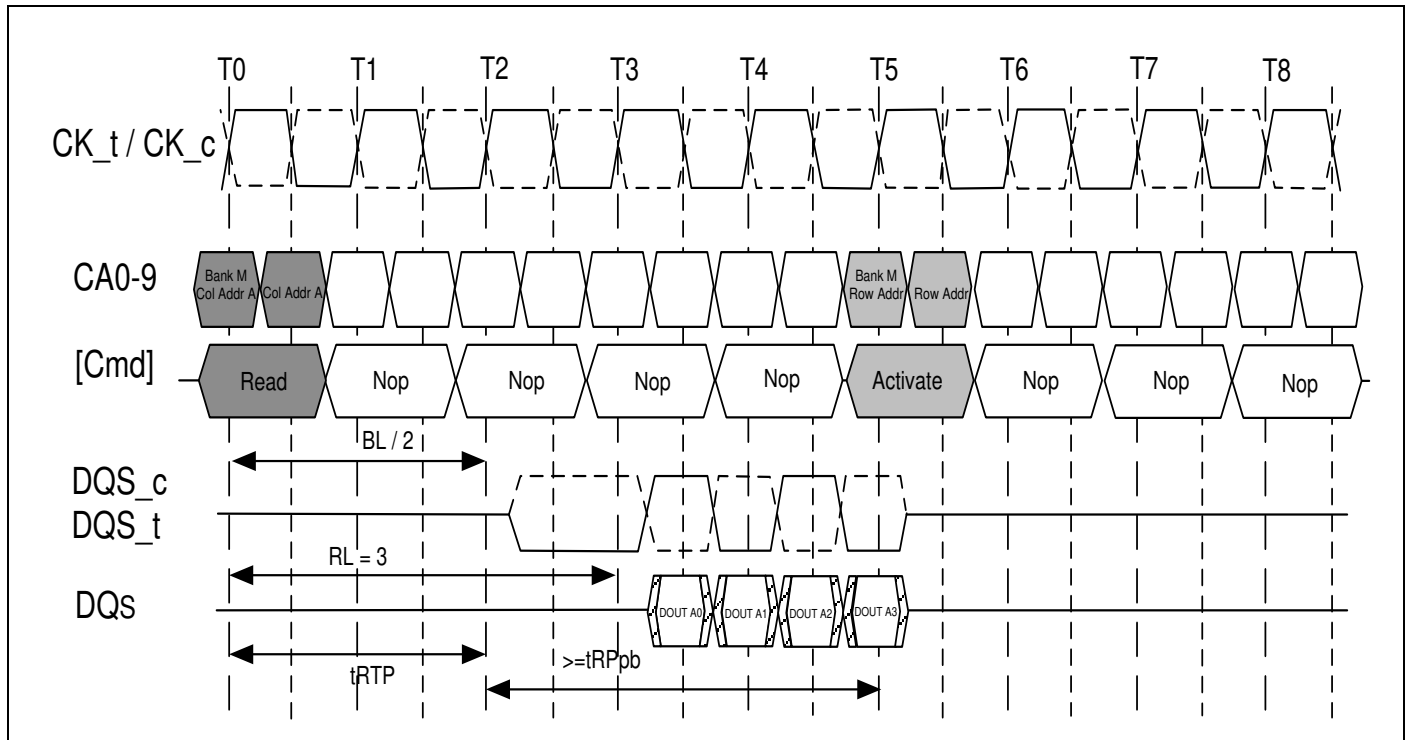 T0 T1 T2 T3 T4 T5 T6 T7 T8
CK_t / CK_c
CA0-9
Bank M
Col Addr A
Col Addr A
Bank M
Row Addr
Row Addr
[Cmd]
Read Nop Nop Nop Nop Activate Nop Nop Nop
BL / 2
DQS_c
DQS_t
RL = 3
DQs
DOUT A0 DOUT A1 DOUT A2 DOUT A3
tRTP
>=tRPpb